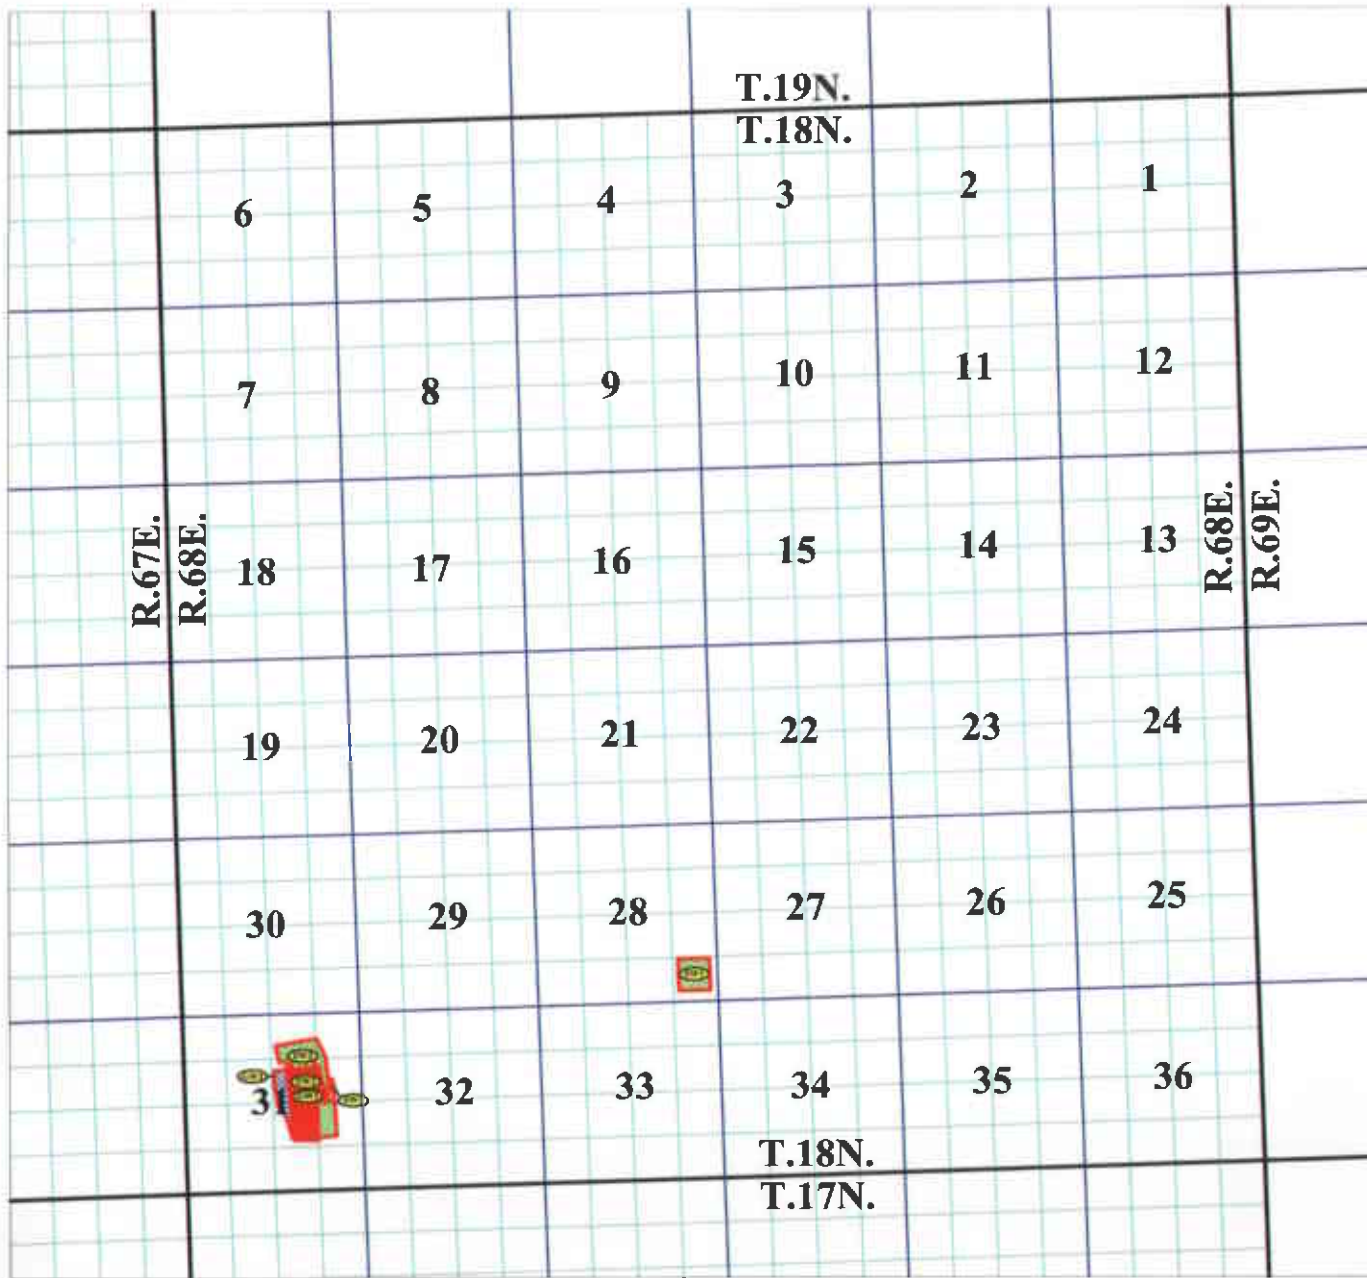 T.19N.
T.18N.
6 5 4 3 2 1
7 8 9 10 11 12
R.67E.
R.68E.
18 17 16 15 14 13
R.68E.
R.69E.
19 20 21 22 23 24
30 29 28 27 26 25
31 32 33 34 35 36
T.18N.
T.17N.